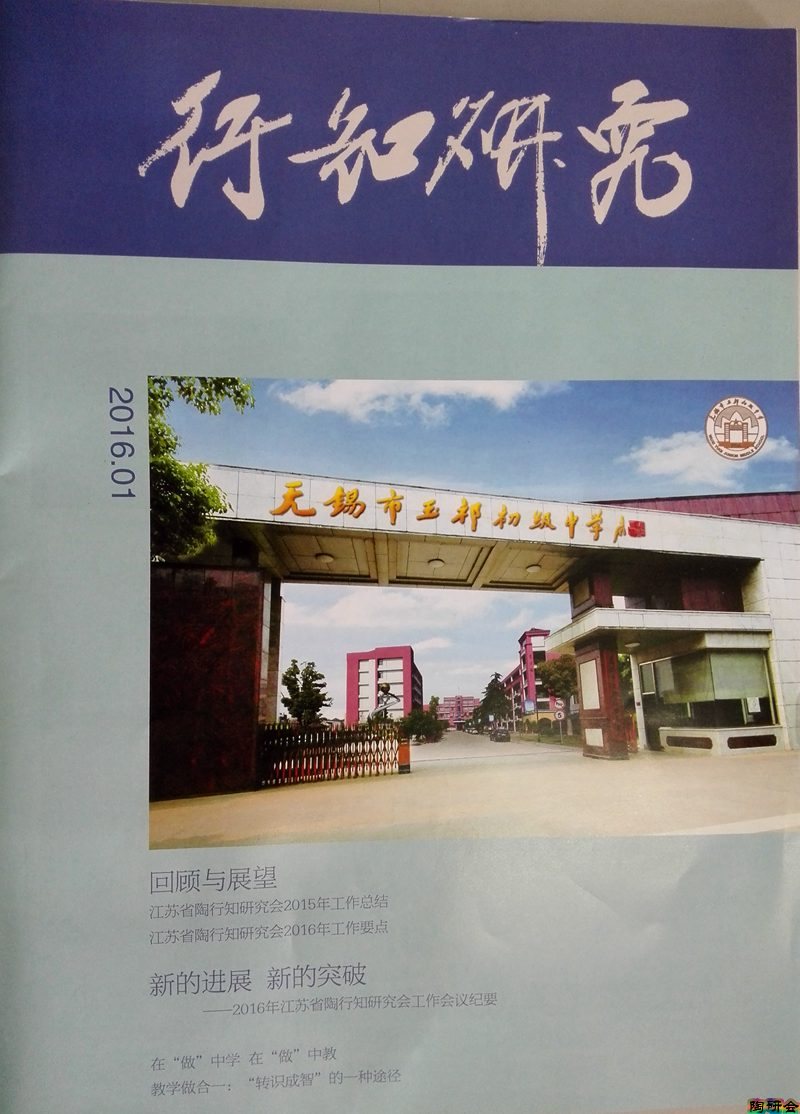 行知研究
2016.01
无锡市玉祁初级中学
回顾与展望
江苏省陶行知研究会2015年工作总结
江苏省陶行知研究会2016年工作要点
新的进展 新的突破
——2016年江苏省陶行知研究会工作会议纪要
在“做”中学 在“做”中教
教学做合一：“转识成智”的一种途径
陶研会